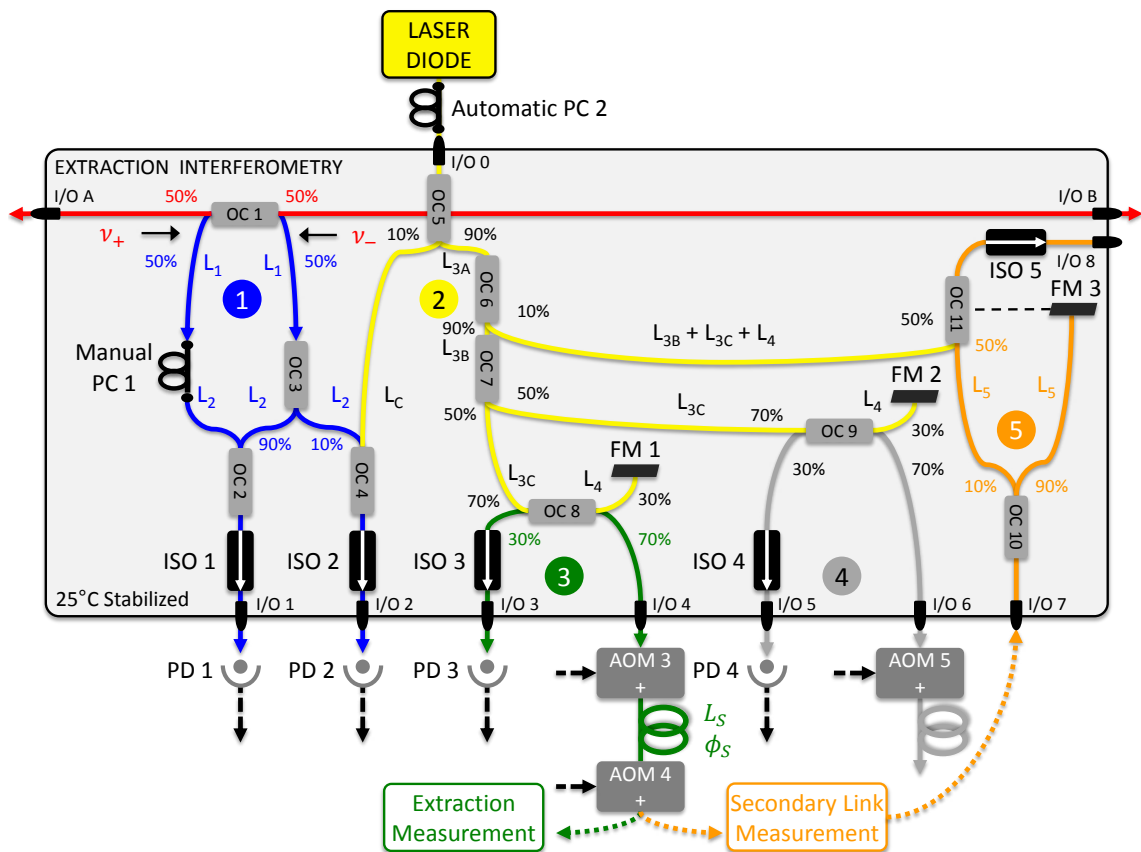 LASER
DIODE
Automatic PC 2
EXTRACTION INTERFEROMETRY
I/O 0
I/O A
50%
50%
OC 1
OC 5
I/O B
ν+
ν−
10%
90%
50%
L1
L1
50%
L3A
ISO 5
I/O 8
1
2
OC 6
10%
OC 11
FM 3
90%
50%
L3B + L3C + L4
Manual
PC 1
OC 3
L3B
OC 7
50%
FM 2
L2
L2
L2
LC
50%
50%
L3C
70%
L4
L5
L5
90%
10%
OC 9
30%
5
OC 2
OC 4
FM 1
30%
70%
L3C
L4
10%
90%
70%
OC 8
30%
OC 10
ISO 1
ISO 2
ISO 3
30%
70%
ISO 4
3
4
25°C Stabilized
I/O 1
I/O 2
I/O 3
I/O 4
I/O 5
I/O 6
I/O 7
PD 1
PD 2
PD 3
AOM 3
+
PD 4
AOM 5
+
LS
ϕS
AOM 4
+
Extraction
Measurement
Secondary Link
Measurement